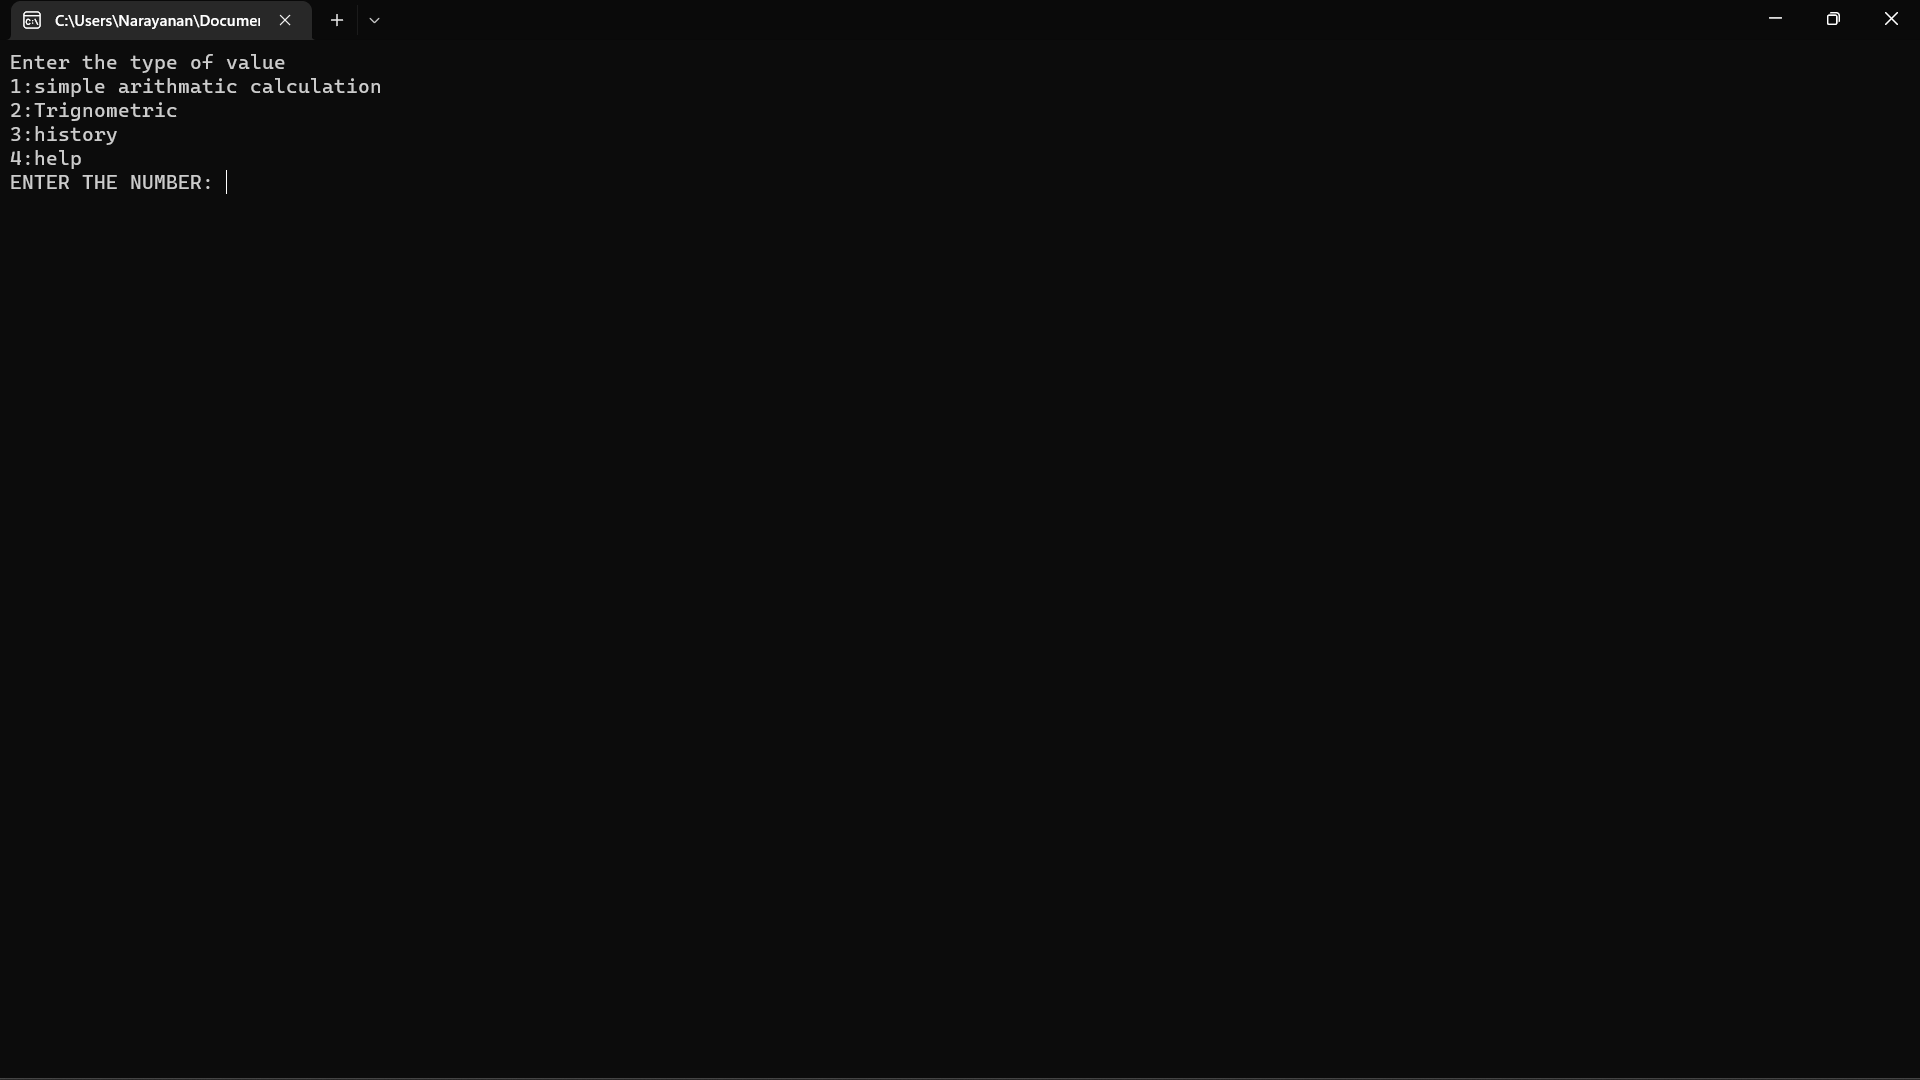 C:\Users\Narayanan\Documen
Enter the type of value
1:simple arithmatic calculation
2:Trignometric
3:history
4:help
ENTER THE NUMBER: